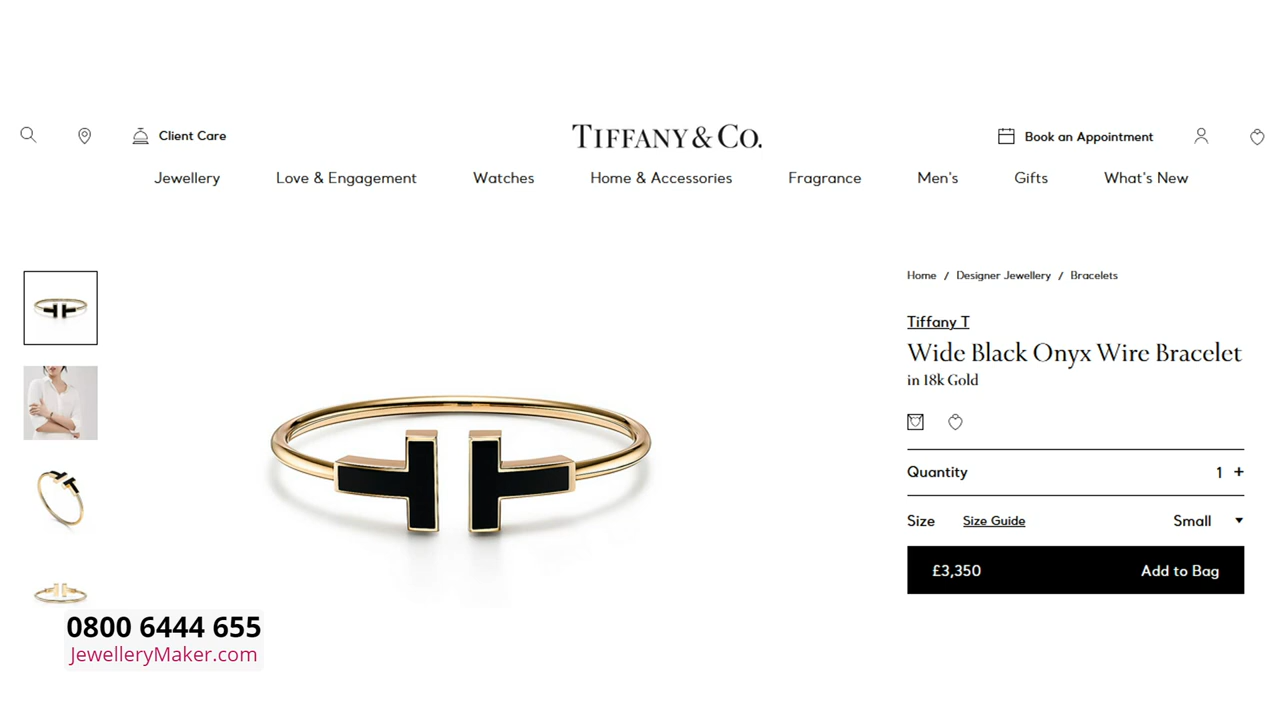 Client Care
TIFFANY & CO.
Book an Appointment
Jewellery Love & Engagement Watches Home & Accessories Fragrance Men's Gifts What's New
Home / Designer Jewellery / Bracelets
Tiffany T
Wide Black Onyx Wire Bracelet
in 18k Gold
Quantity 1 +
Size Size Guide Small
£3,350 Add to Bag
0800 6444 655
JewelleryMaker.com